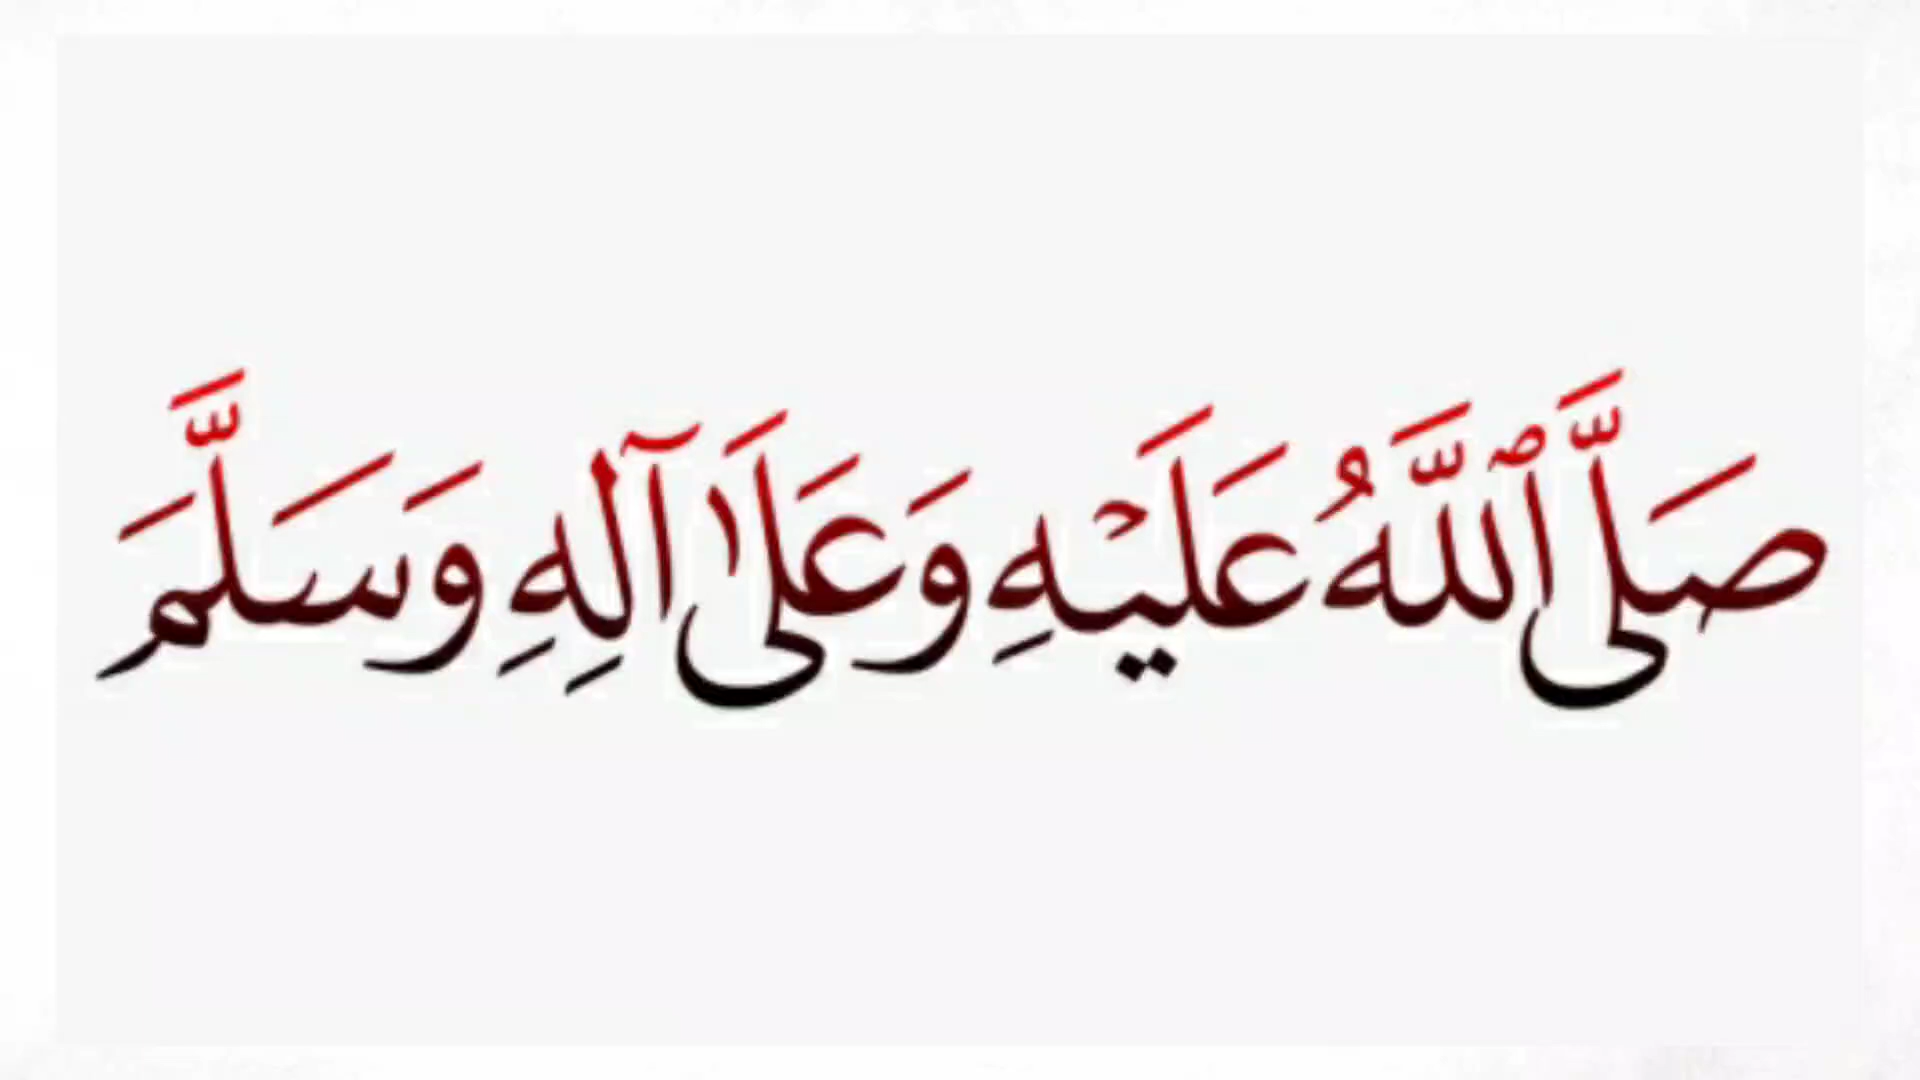 صَلَّى ٱللَّهُ عَلَيْهِ وَعَلَىٰ آلِهِ وَسَلَّمَ